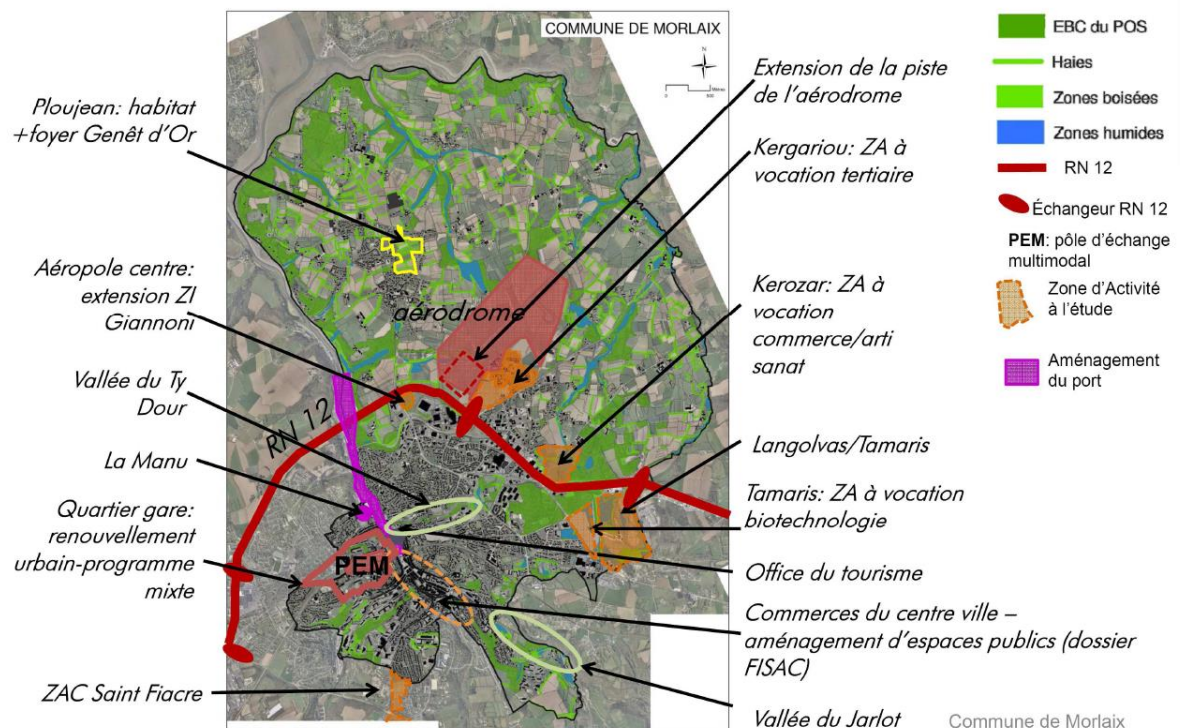 COMMUNE DE MORLAIX
N
Ploujean: habitat
+foyer Genêt d'Or
Aéropole centre:
extension ZI
Giannoni
Vallée du Ty
Dour
La Manu
Quartier gare:
renouvellement
urbain-programme
mixte
ZAC Saint Fiacre
aérodrome
RN 12
PEM
Extension de la piste
de l'aérodrome
Kergariou: ZA à
vocation tertiaire
Kerozar: ZA à
vocation
commerce/arti
sanat
Langolvas/Tamaris
Tamaris: ZA à vocation
biotechnologie
Office du tourisme
Commerces du centre ville –
aménagement d'espaces publics (dossier
FISAC)
Vallée du Jarlot
EBC du POS
Haies
Zones boisées
Zones humides
RN 12
Échangeur RN 12
PEM: pôle d'échange
multimodal
Zone d'Activité
à l'étude
Aménagement
du port
Commune de Morlaix